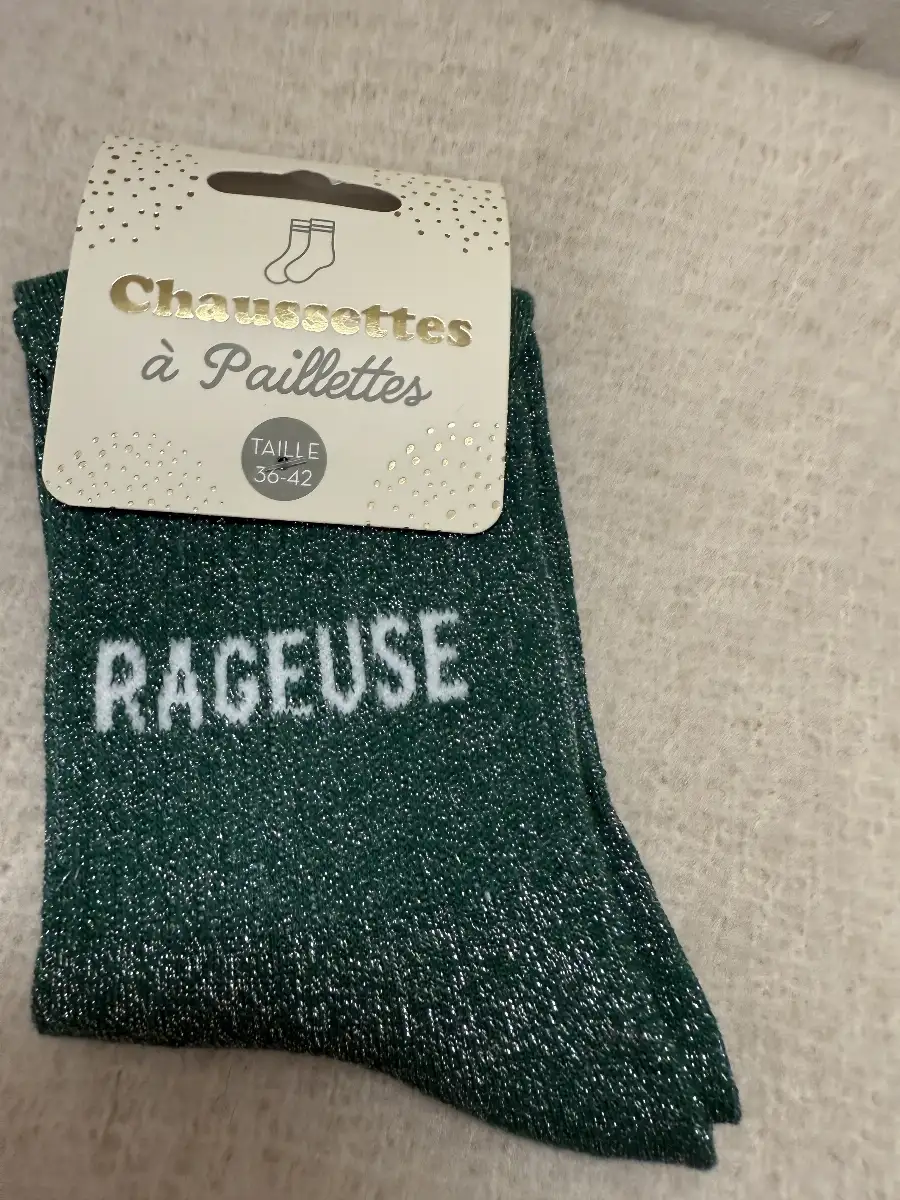 Chaussettes
à Paillettes
TAILLE
36-42
RAGEUSE